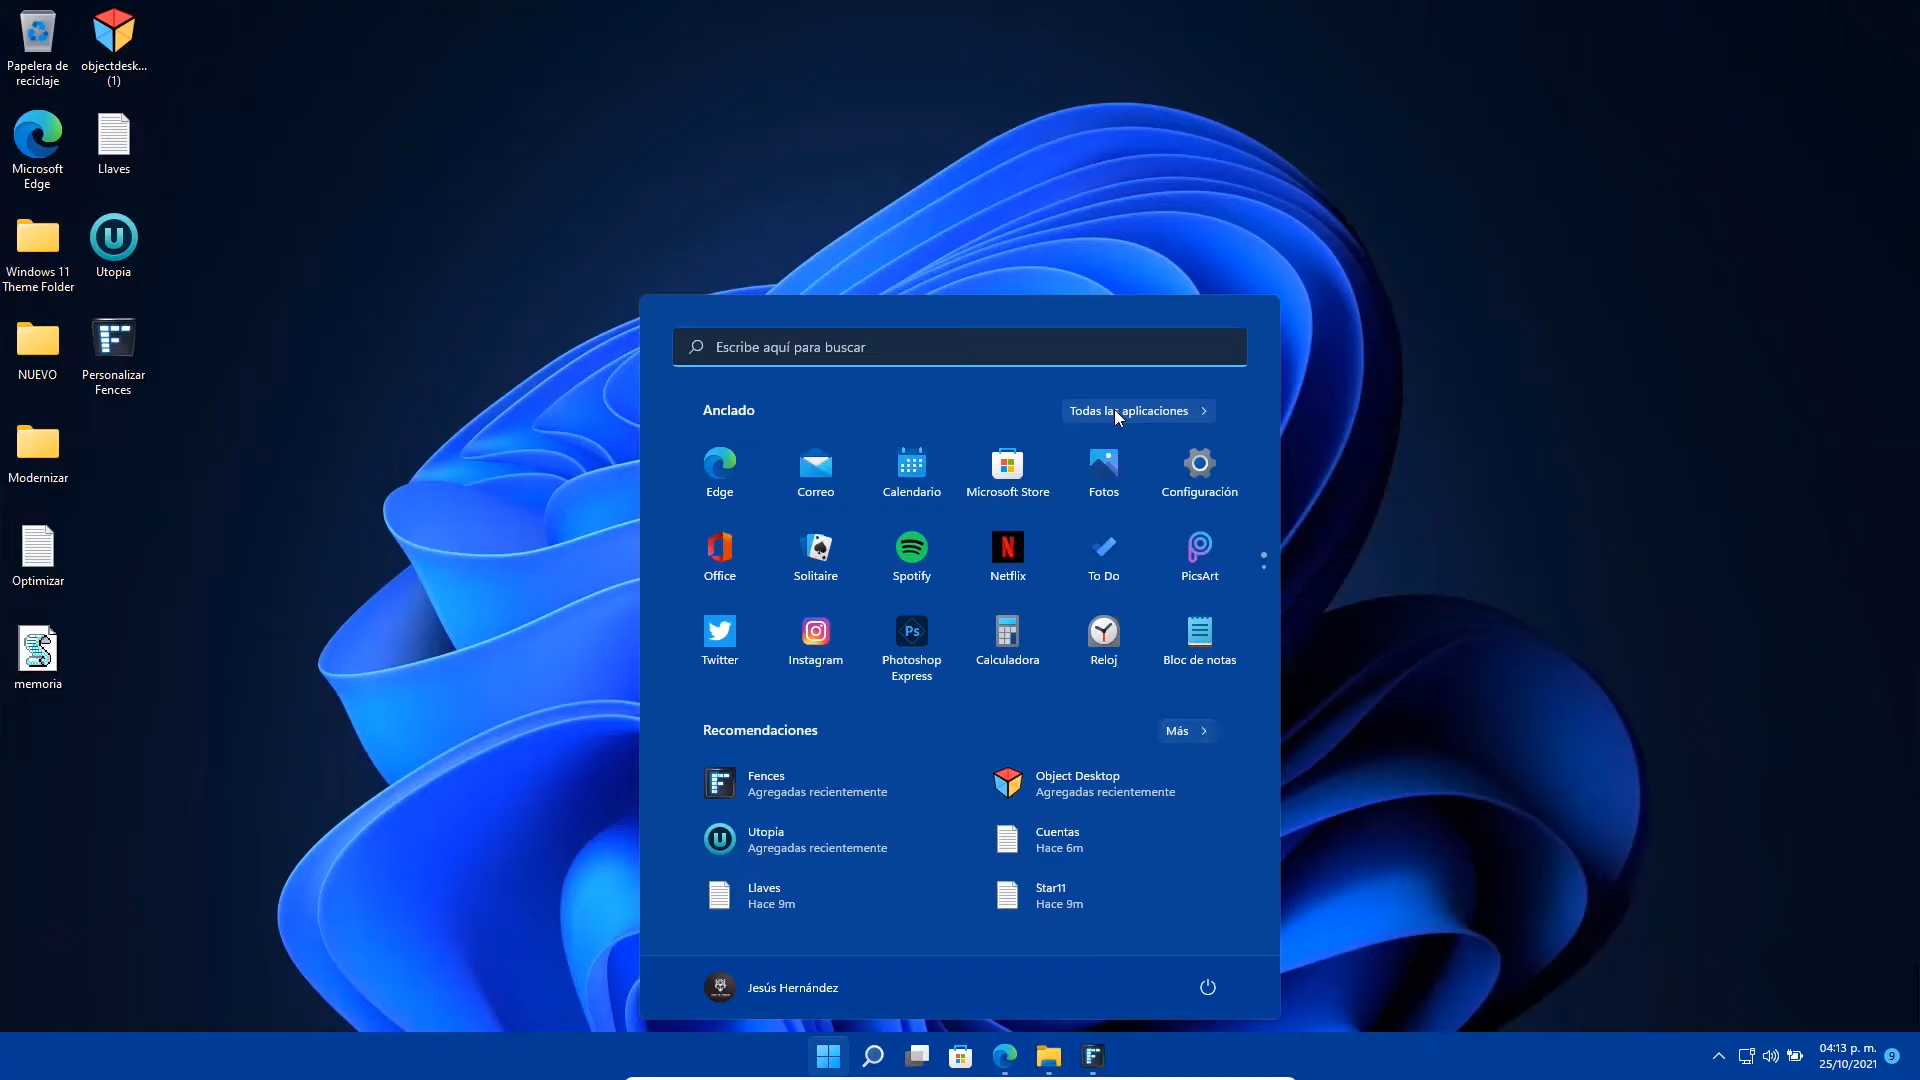 Papelera de
reciclaje
objectdesk...
(1)
Microsoft
Edge
Llaves
Windows 11
Theme Folder
Utopia
NUEVO
Personalizar
Fences
Modernizar
Optimizar
memoria
Escribe aquí para buscar
Anclado
Todas las aplicaciones
Edge
Correo
Calendario
Microsoft Store
Fotos
Configuración
Office
Solitaire
Spotify
Netflix
To Do
PicsArt
Twitter
Instagram
Ps
Photoshop
Express
Calculadora
Reloj
Bloc de notas
Recomendaciones
Más
Fences
Agregadas recientemente
Object Desktop
Agregadas recientemente
Utopia
Agregadas recientemente
Cuentas
Hace 6m
Llaves
Hace 9m
Star11
Hace 9m
Jesús Hernández
04:13 p. m.
25/10/2021
9